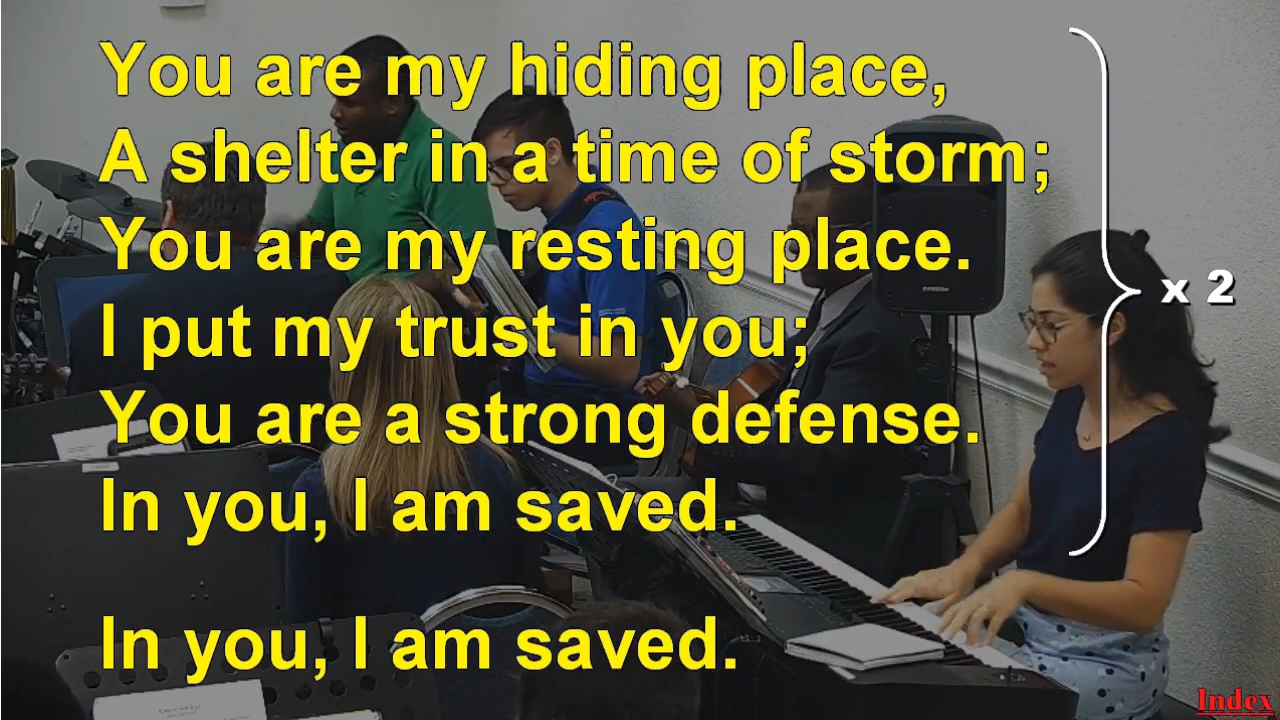 You are my hiding place,
A shelter in a time of storm;
You are my resting place.
I put my trust in you;
You are a strong defense.
In you, I am saved.
x 2
In you, I am saved.
SAMSON
Index